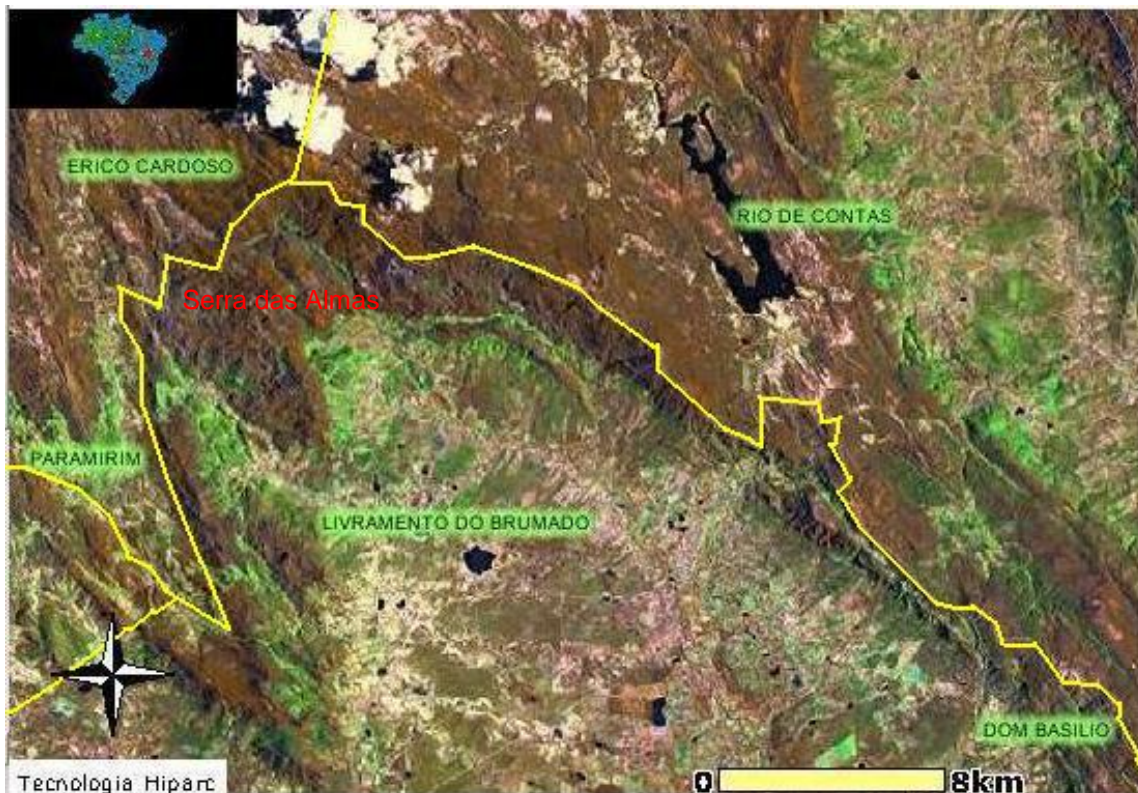 ERICO CARDOSO
RIO DE CONTAS
Serra das Almas
PARAMIRIM
LIVRAMENTO DO BRUMADO
DOM BASILIO
Tecnologia Hiparc
0 8km